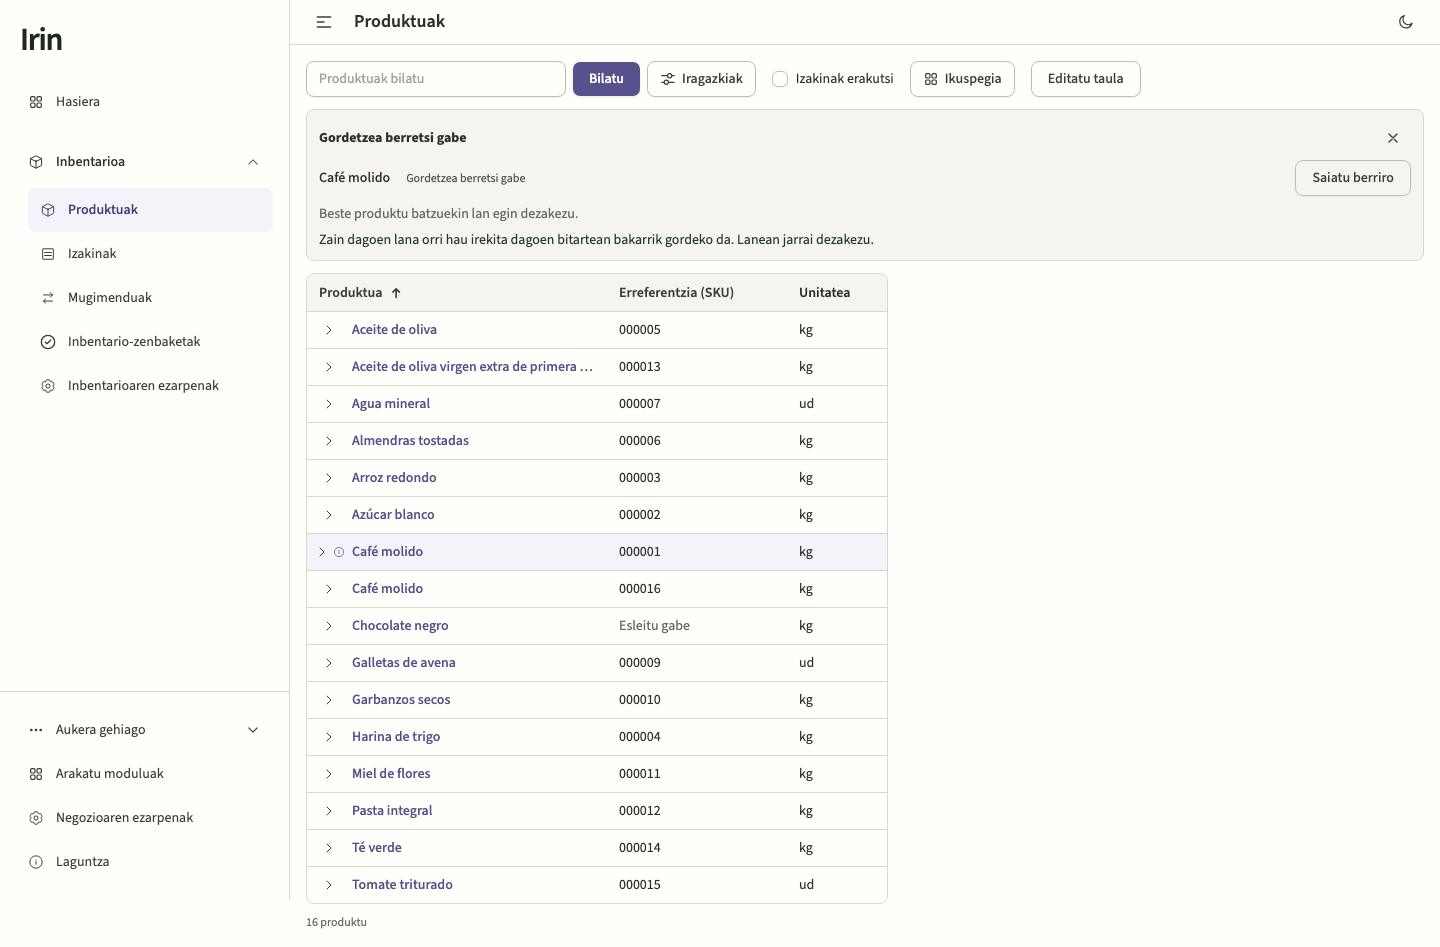 Irin
Hasiera
Inbentarioa
Produktuak
Izakinak
Mugimenduak
Inbentario-zenbaketak
Inbentarioaren ezarpenak
Aukera gehiago
Arakatu moduluak
Negozioaren ezarpenak
Laguntza
Produktuak
Produktuak bilatu Bilatu Iragazkiak Izakinak erakutsi Ikuspegia Editatu taula
Gordetzea berretsi gabe
Café molido Gordetzea berretsi gabe Saiatu berriro
Beste produktu batzuekin lan egin dezakezu.
Zain dagoen lana orri hau irekita dagoen bitartean bakarrik gordeko da. Lanean jarrai dezakezu.
Produktua Erreferentzia (SKU) Unitatea
Aceite de oliva 000005 kg
Aceite de oliva virgen extra de primera … 000013 kg
Agua mineral 000007 ud
Almendras tostadas 000006 kg
Arroz redondo 000003 kg
Azúcar blanco 000002 kg
Café molido 000001 kg
Café molido 000016 kg
Chocolate negro Esleitu gabe kg
Galletas de avena 000009 ud
Garbanzos secos 000010 kg
Harina de trigo 000004 kg
Miel de flores 000011 kg
Pasta integral 000012 kg
Té verde 000014 kg
Tomate triturado 000015 ud
16 produktu